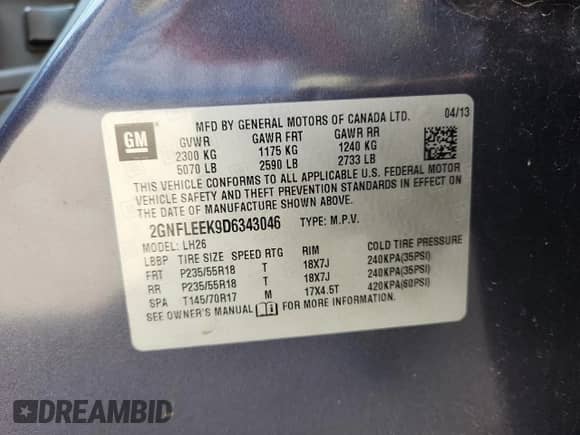 GM
MFD BY GENERAL MOTORS OF CANADA LTD.
04/13
GVWR GAWR FRT GAWR RR
2300 KG 1175 KG 1240 KG
5070 LB 2590 LB 2733 LB
THIS VEHICLE CONFORMS TO ALL APPLICABLE U.S. FEDERAL MOTOR
VEHICLE SAFETY AND THEFT PREVENTION STANDARDS IN EFFECT ON
THE DATE OF MANUFACTURE SHOWN ABOVE.
2GNFLEEK9D6343046 TYPE: M.P.V.
MODEL: LH26
LBBP TIRE SIZE SPEED RTG RIM COLD TIRE PRESSURE
FRT P235/55R18 T 18X7J 240KPA(35PSI)
RR P235/55R18 T 18X7J 240KPA(35PSI)
SPA T145/70R17 M 17X4.5T 420KPA(60PSI)
SEE OWNER'S MANUAL FOR MORE INFORMATION.
DREAMBID